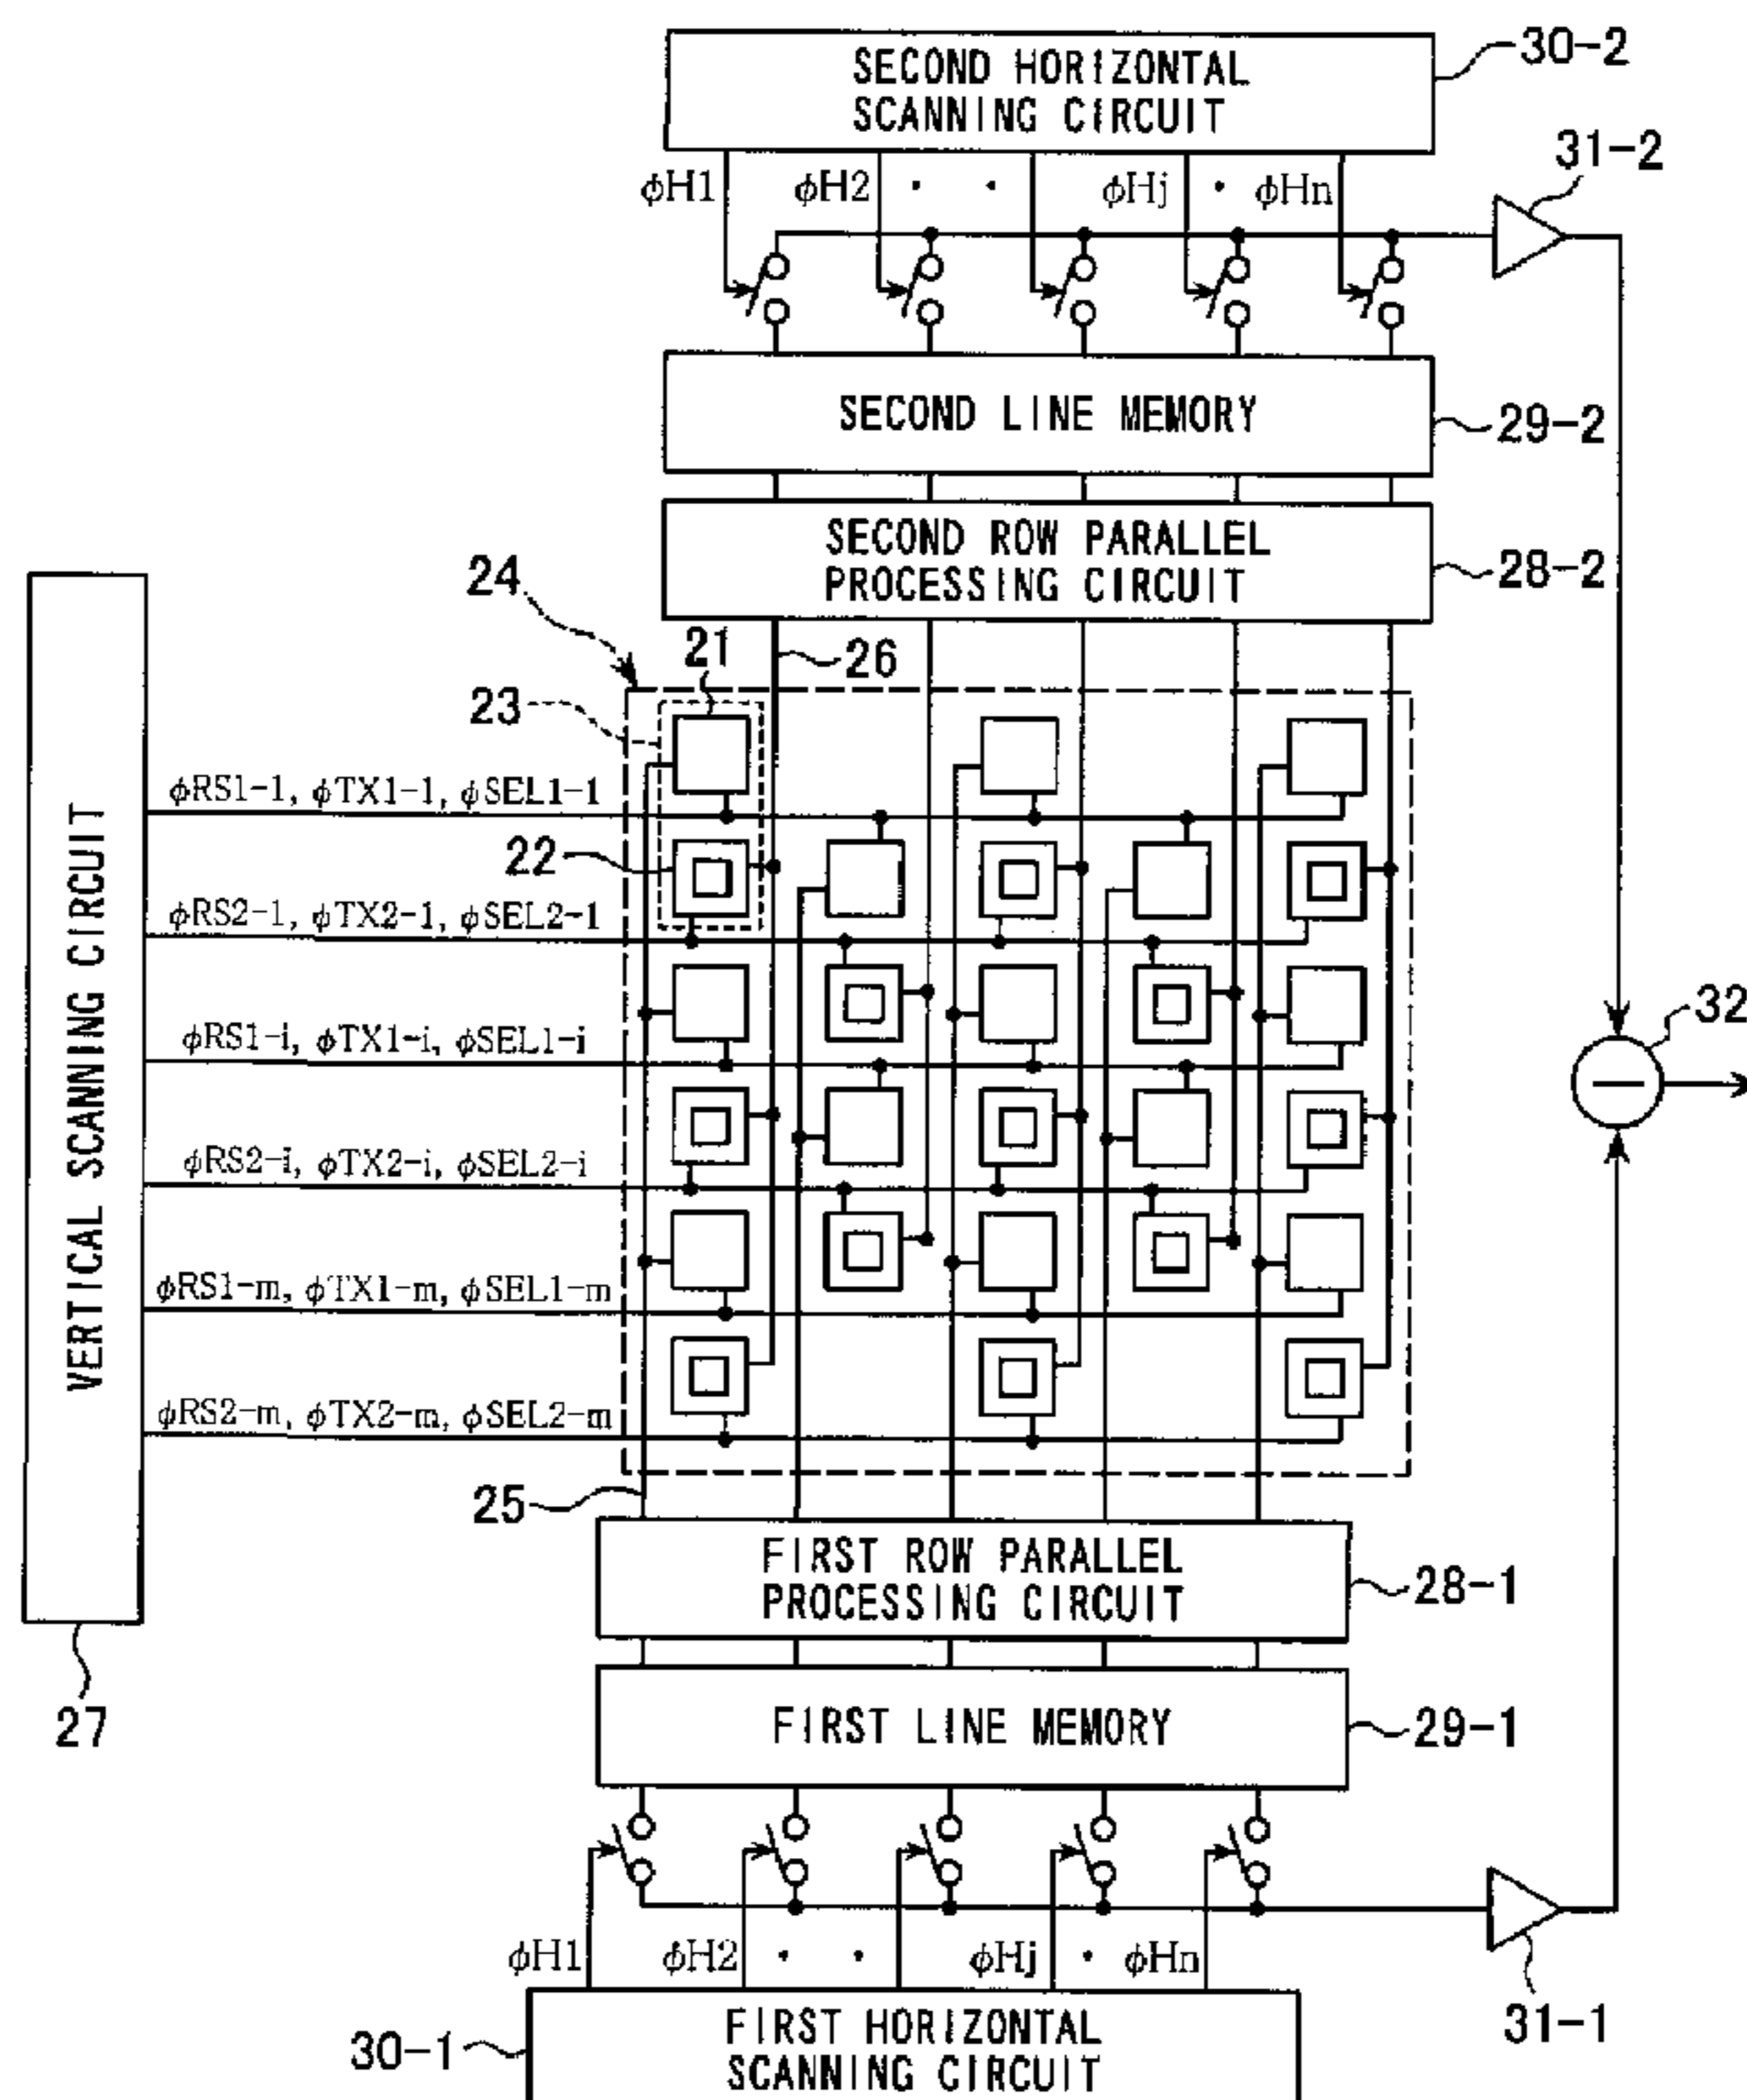 SECOND HORIZONTAL
SCANNING CIRCUIT
30-2
31-2
φH1 φH2 · · φHj · φHn
SECOND LINE MEMORY
29-2
SECOND ROW PARALLEL
PROCESSING CIRCUIT
28-2
24
21
26
23
φRS1-1, φTX1-1, φSEL1-1
22
φRS2-1, φTX2-1, φSEL2-1
32
φRS1-i, φTX1-i, φSEL1-i
φRS2-i, φTX2-i, φSEL2-i
φRS1-m, φTX1-m, φSEL1-m
φRS2-m, φTX2-m, φSEL2-m
VERTICAL SCANNING CIRCUIT
27
25
FIRST ROW PARALLEL
PROCESSING CIRCUIT
28-1
FIRST LINE MEMORY
29-1
φH1 φH2 · · φHj · φHn
31-1
30-1
FIRST HORIZONTAL
SCANNING CIRCUIT